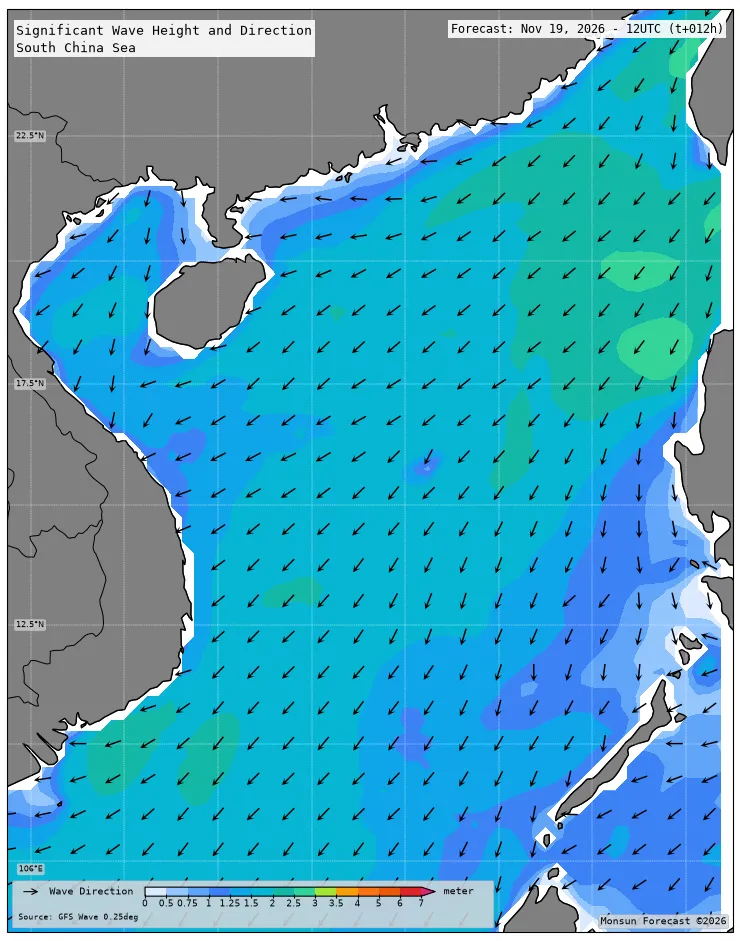 Significant Wave Height and Direction
South China Sea
Forecast: Nov 19, 2026 - 12UTC (t+012h)
22.5°N
17.5°N
12.5°N
106°E
Wave Direction
meter
0 0.5 0.75 1 1.25 1.5 2 2.5 3 3.5 4 5 6 7
Source: GFS Wave 0.25deg
Monsun Forecast ©2026